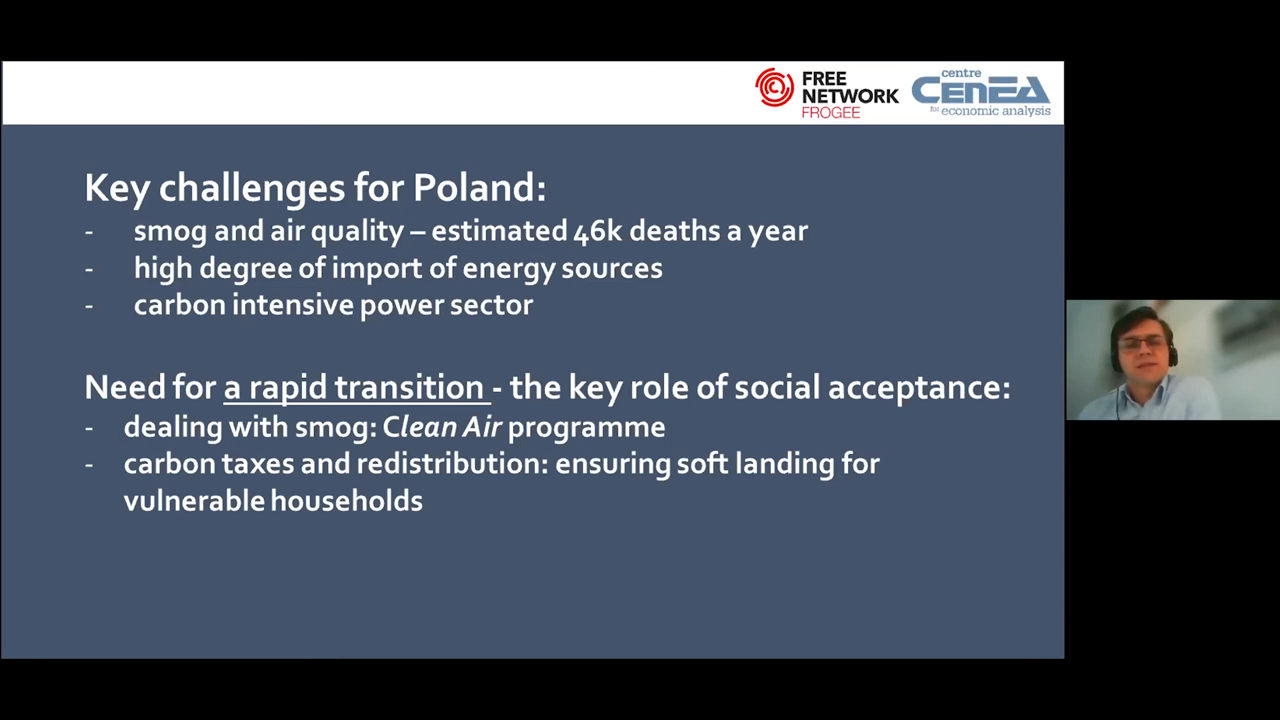 FREE
NETWORK
FROGEE
centre
CenEA
for economic analysis
Key challenges for Poland:
- smog and air quality – estimated 46k deaths a year
- high degree of import of energy sources
- carbon intensive power sector
Need for a rapid transition - the key role of social acceptance:
- dealing with smog: Clean Air programme
- carbon taxes and redistribution: ensuring soft landing for
vulnerable households